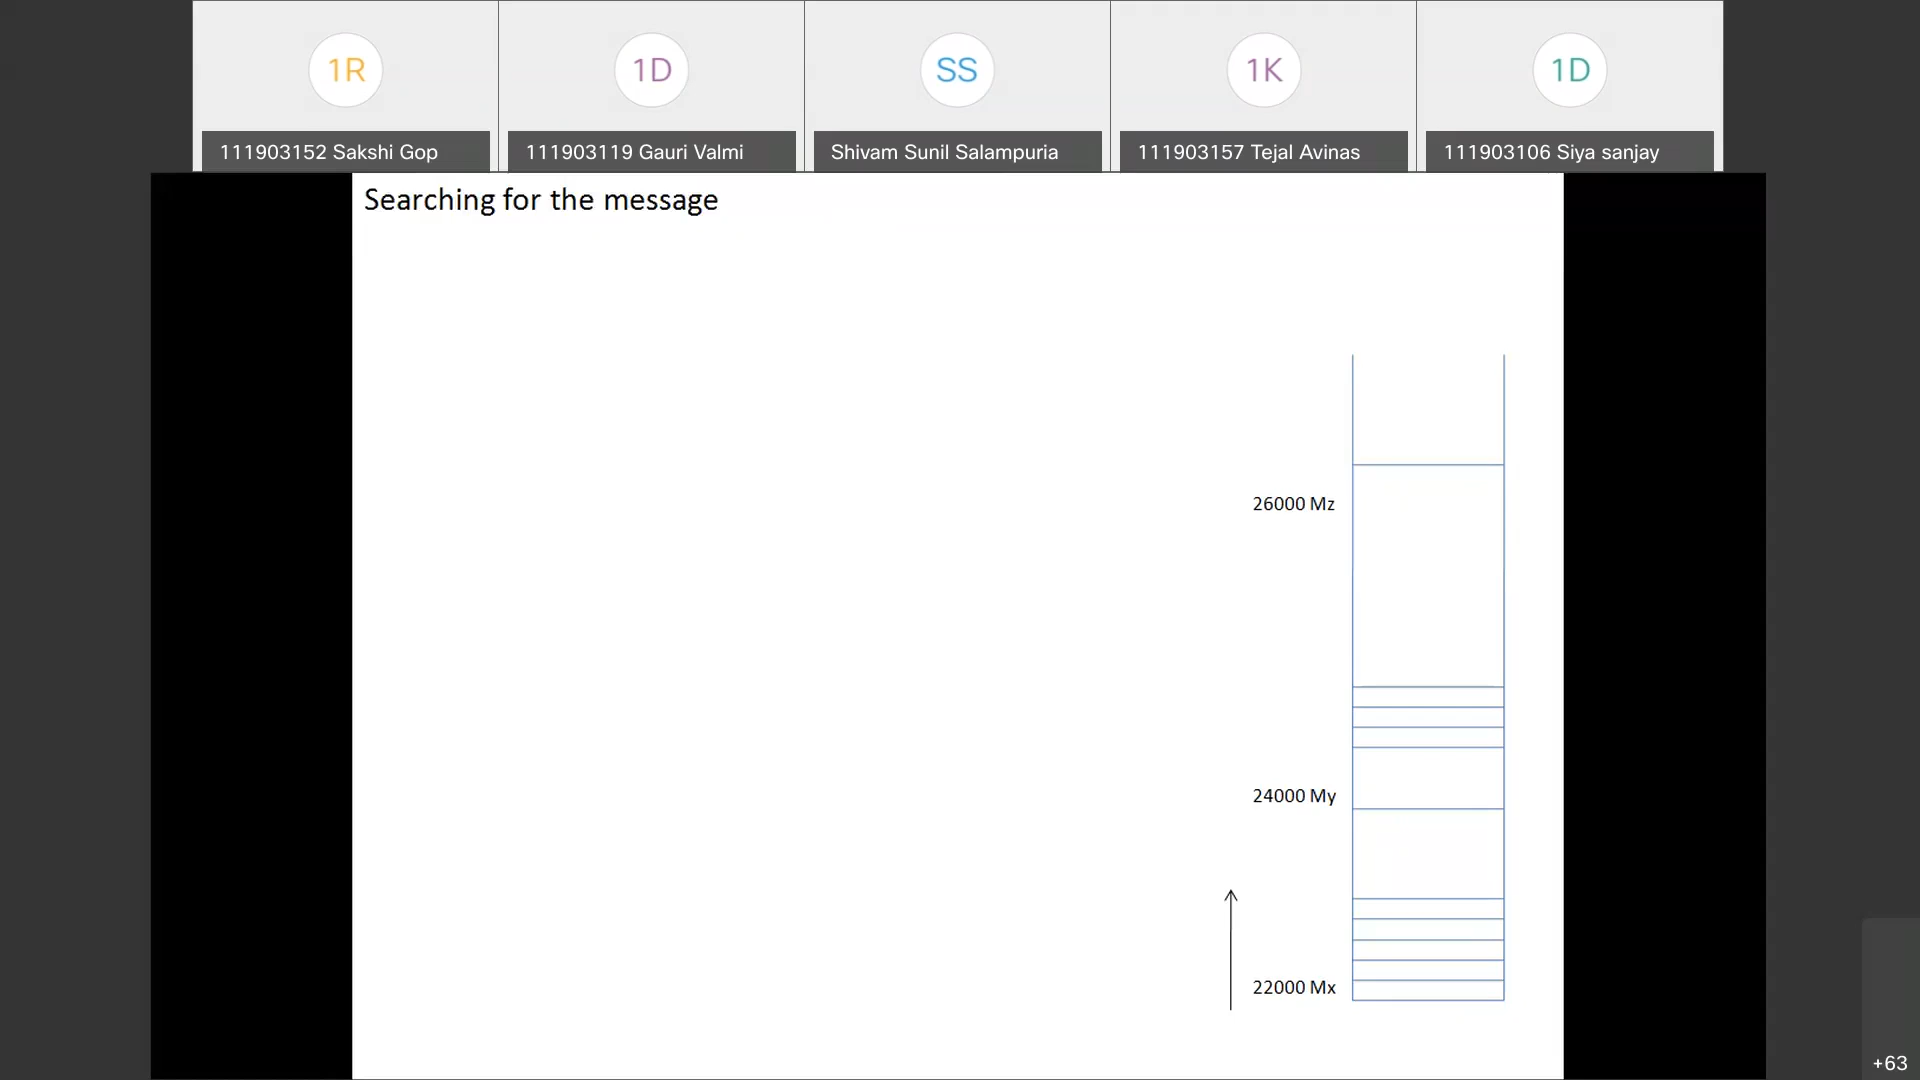 1R
1D
SS
1K
1D
111903152 Sakshi Gop
111903119 Gauri Valmi
Shivam Sunil Salampuria
111903157 Tejal Avinas
111903106 Siya sanjay
Searching for the message
26000 Mz
24000 My
22000 Mx
+63